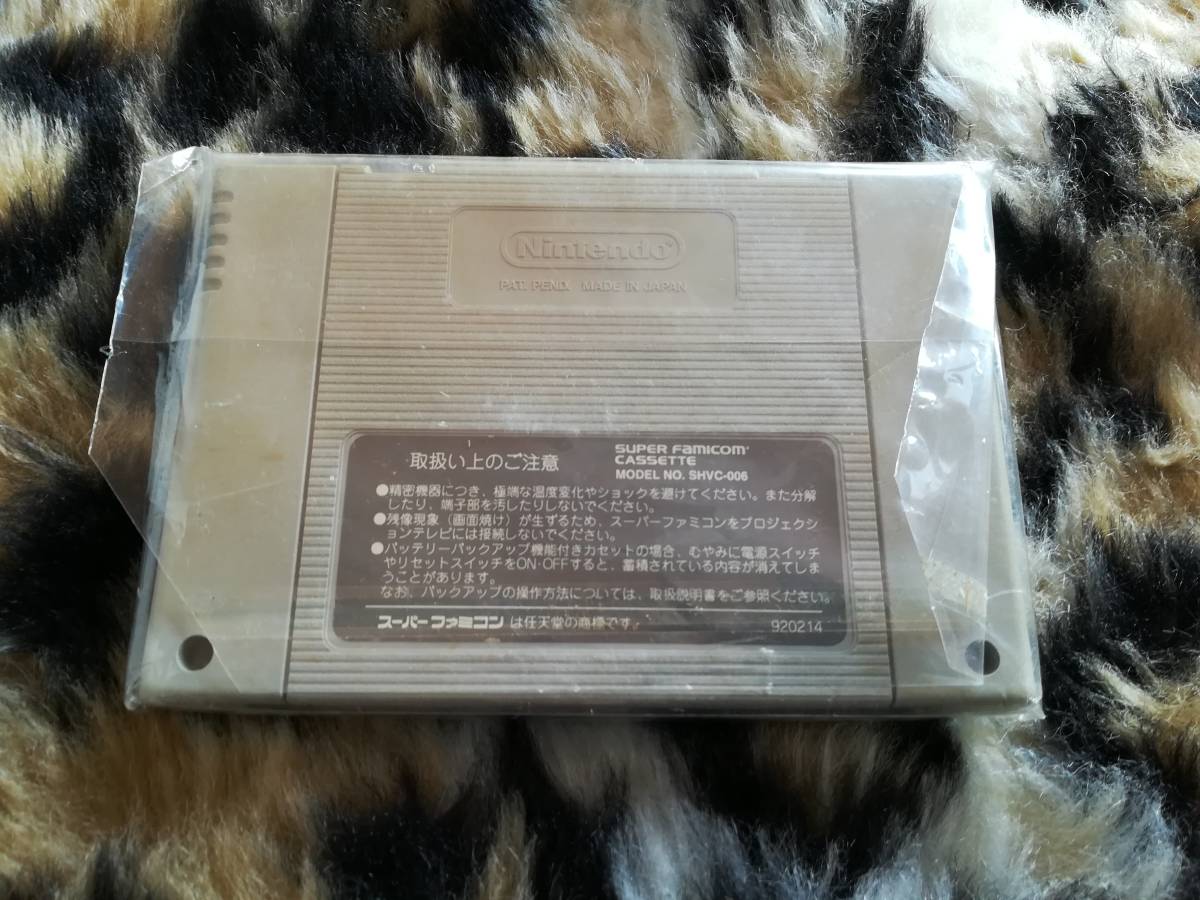 Nintendo®
PAT. PEND. MADE IN JAPAN
取扱い上のご注意
SUPER Famicom™
CASSETTE
MODEL NO. SHVC-006
●精密機器につき、極端な温度変化やショックを避けてください。また分解
したり、端子部を汚したりしないでください。
●残像現象（画面焼け）が生ずるため、スーパーファミコンをプロジェクシ
ョンテレビには接続しないでください。
●バッテリーバックアップ機能付きカセットの場合、むやみに電源スイッチ
やリセットスイッチをON·OFFすると、蓄積されている内容が消えてしま
うことがあります。
なお、バックアップの操作方法については、取扱説明書をご参照ください。
スーパーファミコンは任天堂の商標です。
920214